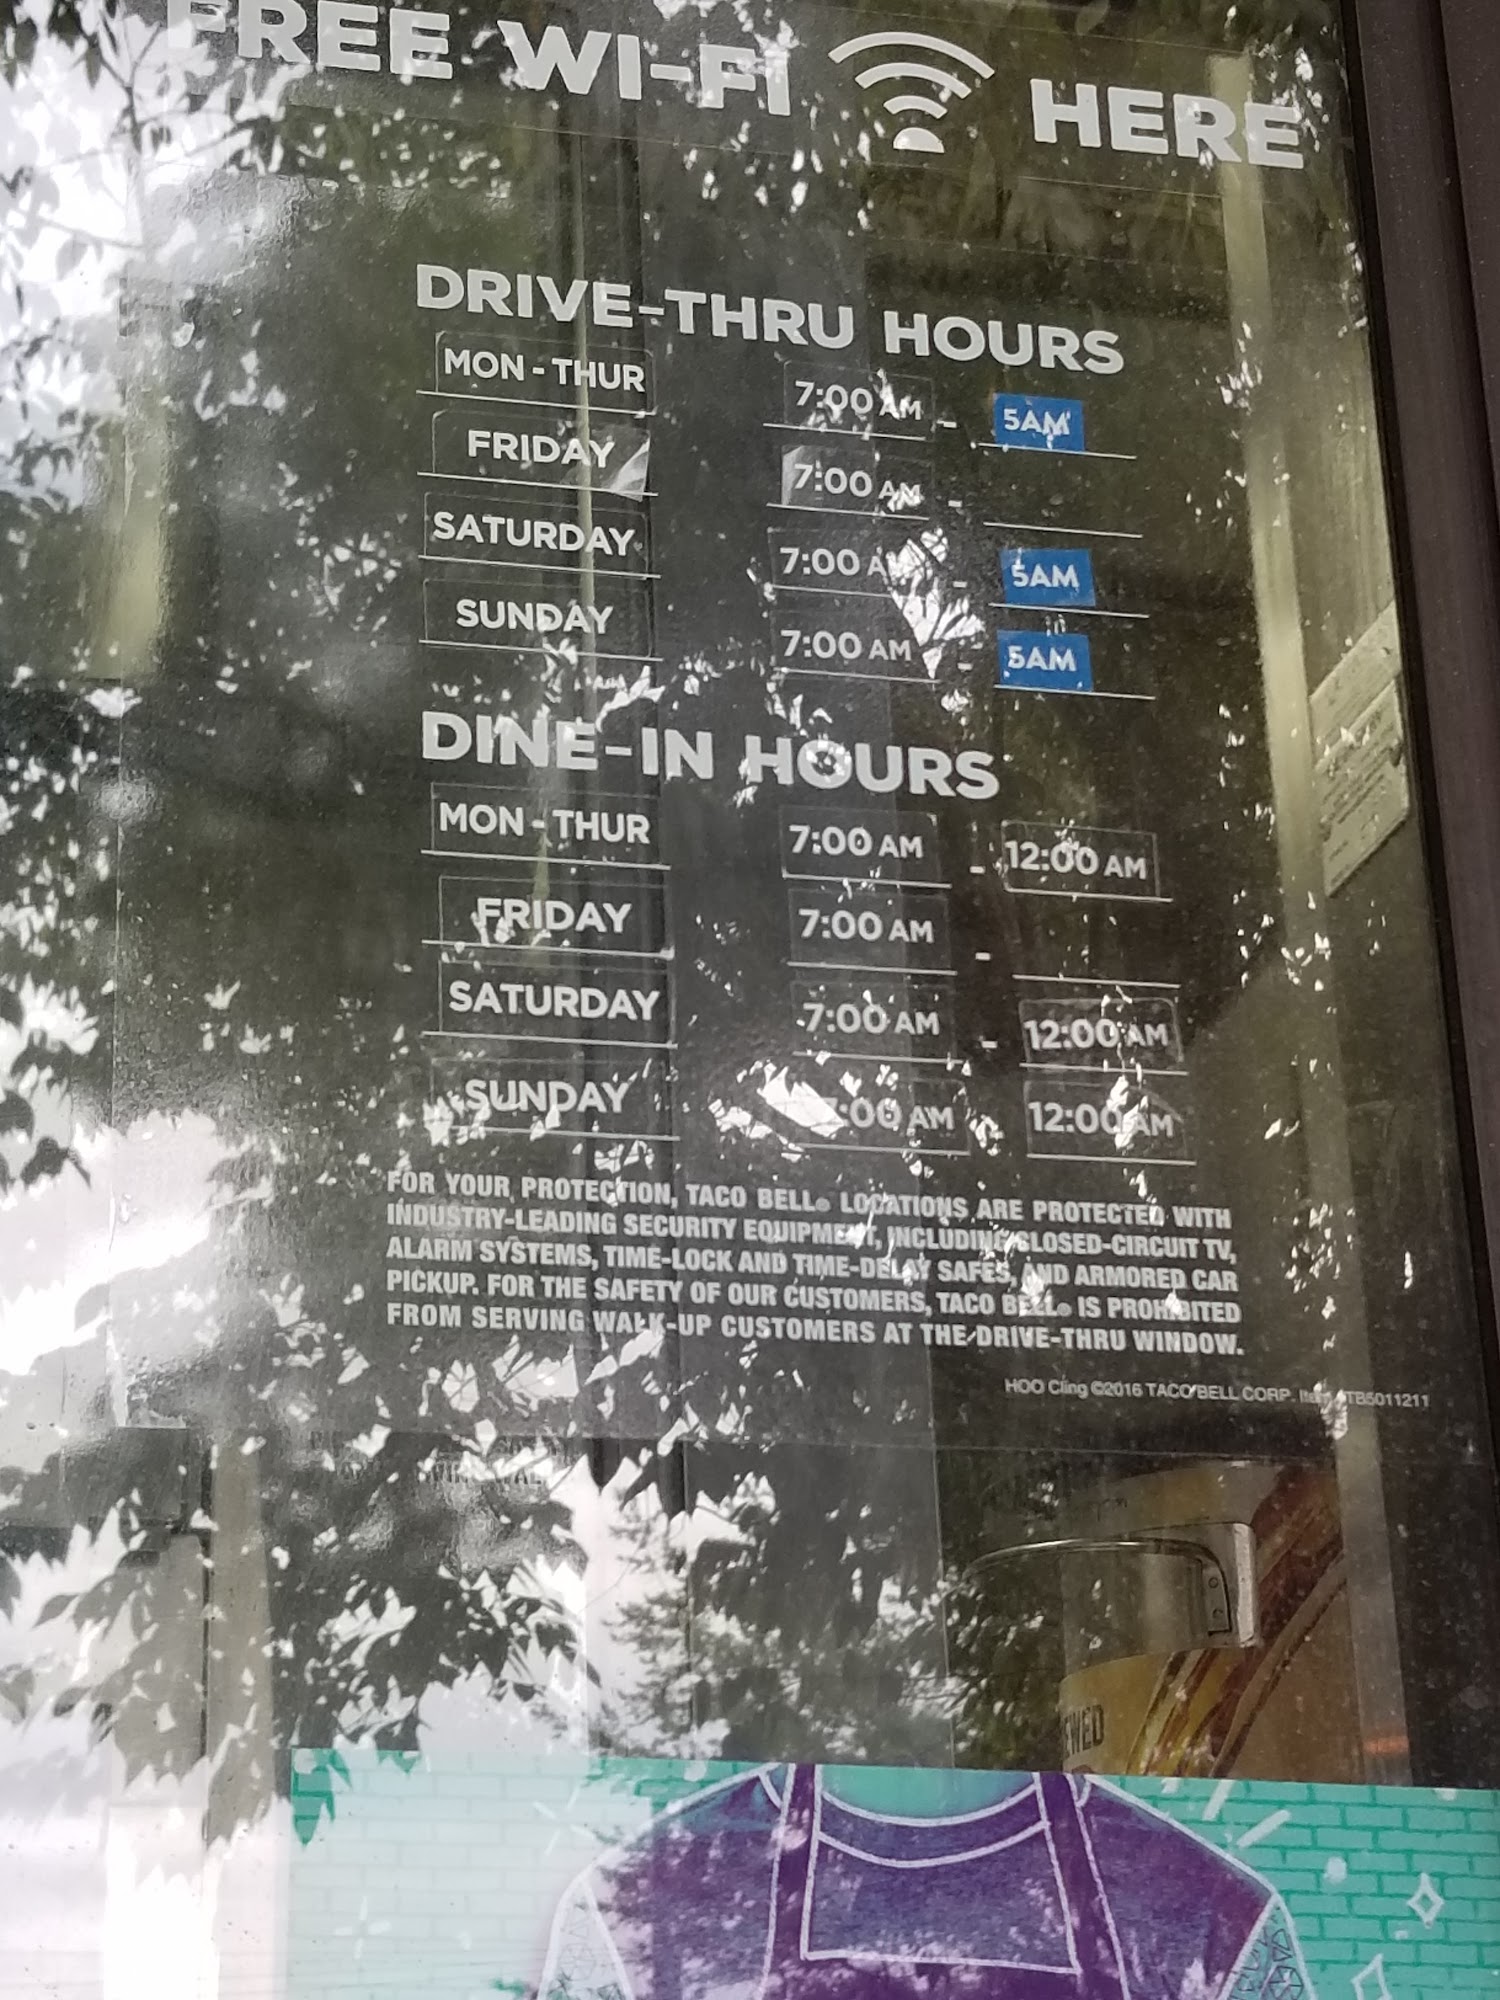 FREE WI-FI HERE
DRIVE-THRU HOURS
MON - THUR 7:00 AM - 5AM
FRIDAY 7:00 AM -
SATURDAY 7:00 AM - 5AM
SUNDAY 7:00 AM - 5AM
DINE-IN HOURS
MON - THUR 7:00 AM - 12:00 AM
FRIDAY 7:00 AM -
SATURDAY 7:00 AM - 12:00 AM
SUNDAY 7:00 AM - 12:00 AM
FOR YOUR PROTECTION, TACO BELL® LOCATIONS ARE PROTECTED WITH
INDUSTRY-LEADING SECURITY EQUIPMENT, INCLUDING CLOSED-CIRCUIT TV,
ALARM SYSTEMS, TIME-LOCK AND TIME-DELAY SAFES, AND ARMORED CAR
PICKUP. FOR THE SAFETY OF OUR CUSTOMERS, TACO BELL® IS PROHIBITED
FROM SERVING WALK-UP CUSTOMERS AT THE DRIVE-THRU WINDOW.
HOO Cling ©2016 TACO BELL CORP. Item #TB5011211